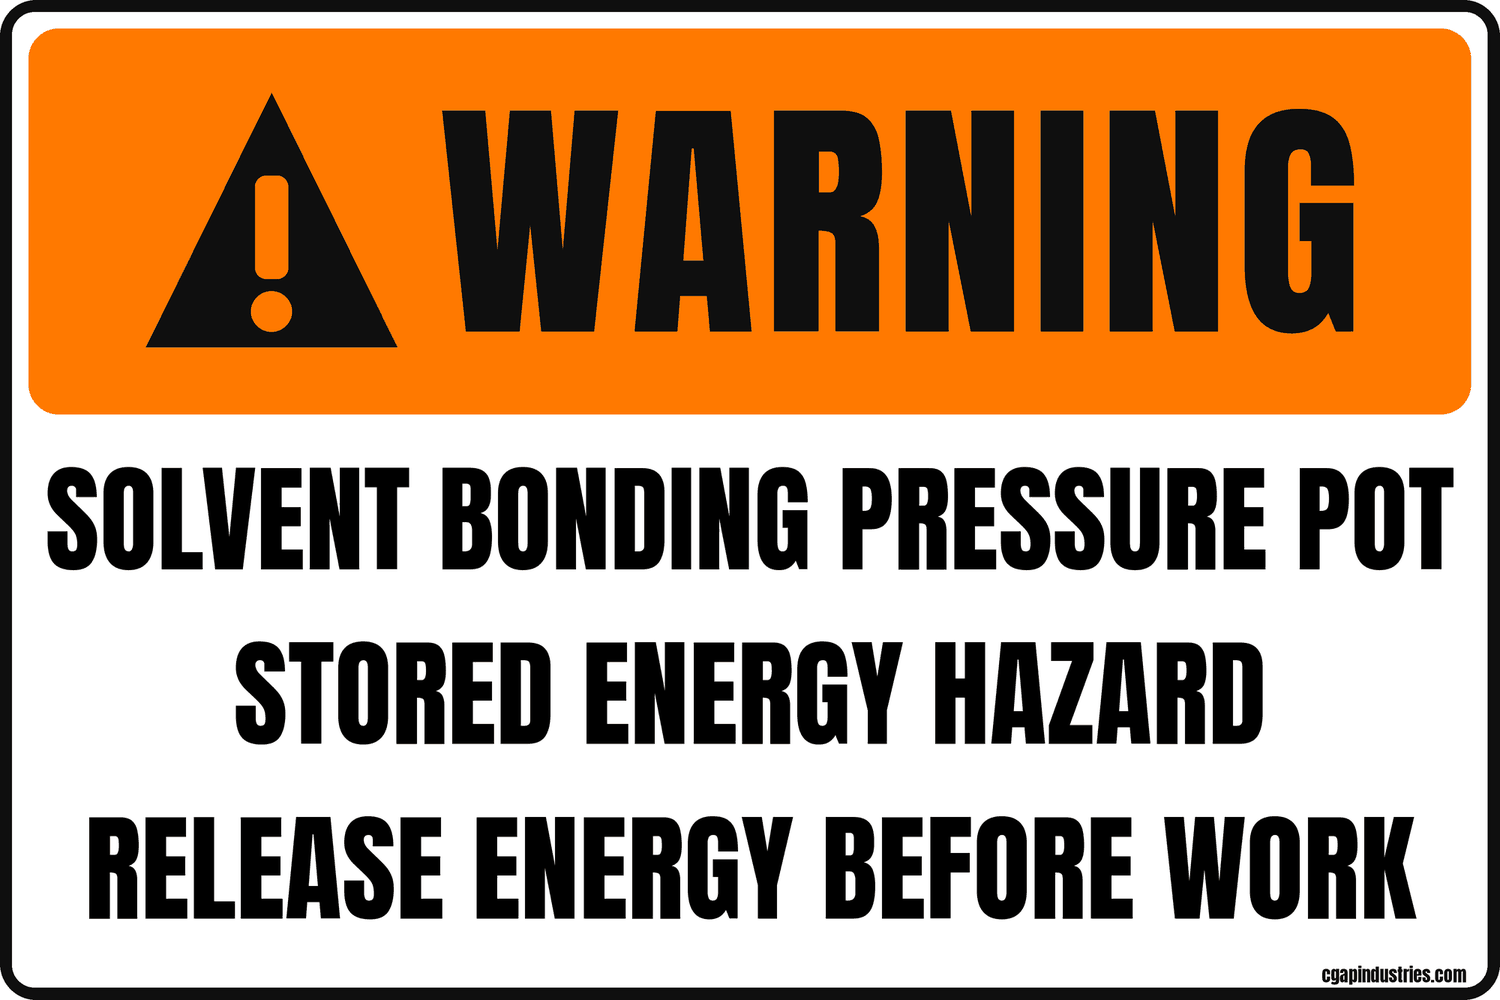 WARNING
SOLVENT BONDING PRESSURE POT
STORED ENERGY HAZARD
RELEASE ENERGY BEFORE WORK
cgapindustries.com